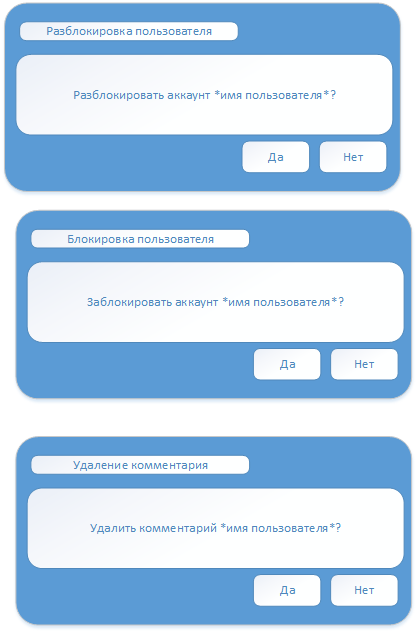 Разблокировка пользователя
Разблокировать аккаунт *имя пользователя*?
Да Нет
Блокировка пользователя
Заблокировать аккаунт *имя пользователя*?
Да Нет
Удаление комментария
Удалить комментарий *имя пользователя*?
Да Нет